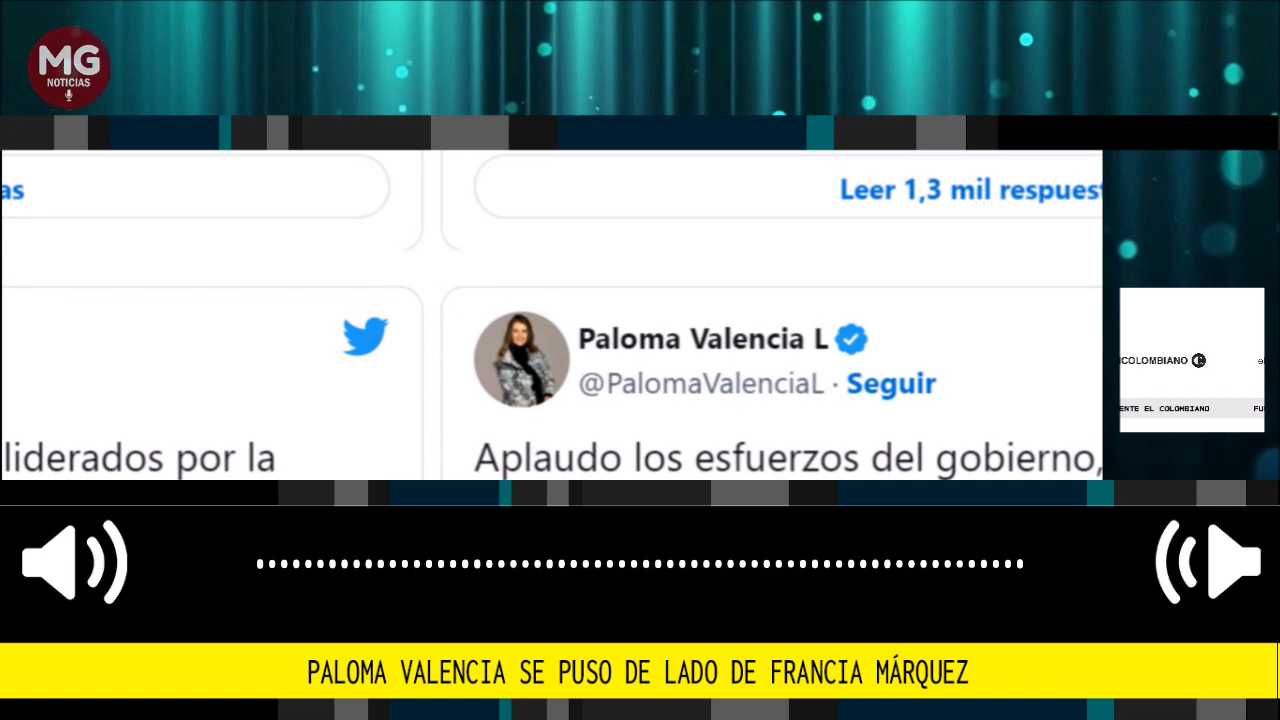 MG
NOTICIAS
as
Leer 1,3 mil respuest
Paloma Valencia L
@PalomaValenciaL · Seguir
liderados por la
Aplaudo los esfuerzos del gobierno,
COLOMBIANO
ENTE EL COLOMBIANO FU
PALOMA VALENCIA SE PUSO DE LADO DE FRANCIA MÁRQUEZ